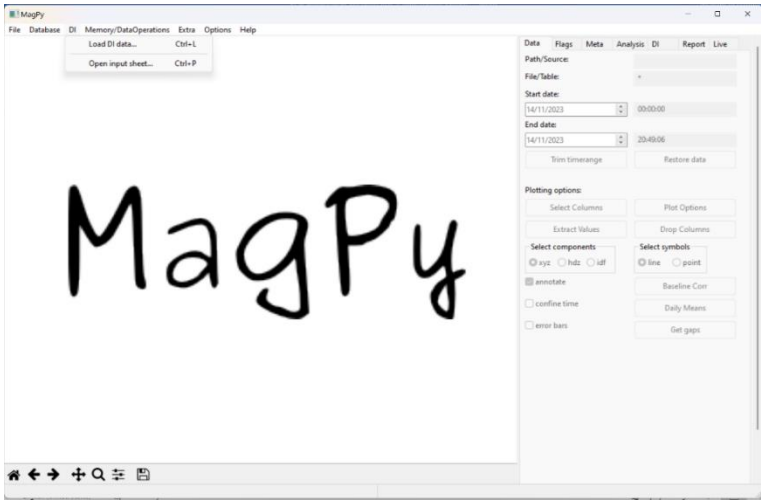 MagPy
File Database DI Memory/DataOperations Extra Options Help
Load DI data... Ctrl+L
Open input sheet... Ctrl+P
Data Flags Meta Analysis DI Report Live
Path/Source:
File/Table: *
Start date:
14/11/2023 00:00:00
End date:
14/11/2023 20:49:06
Trim timerange Restore data
Plotting options:
Select Columns Plot Options
Extract Values Drop Columns
Select components Select symbols
xyz hdz idf line point
annotate Baseline Corr
confine time Daily Means
error bars Get gaps
MagPy